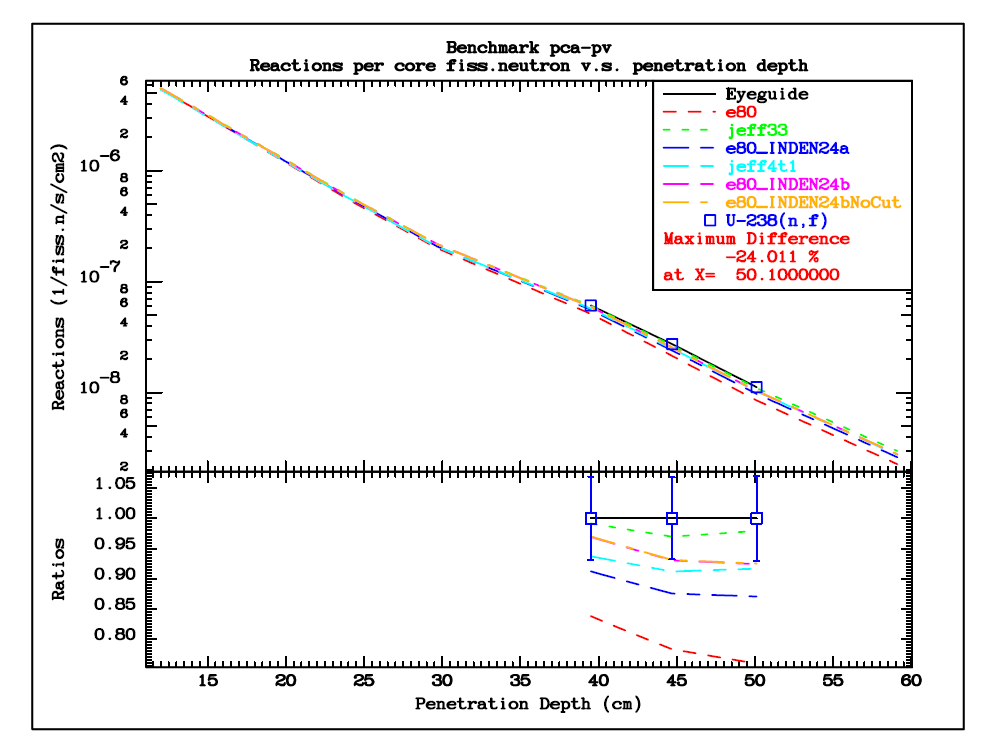 Benchmark pca-pv
Reactions per core fiss.neutron v.s. penetration depth
Eyeguide
e80
jeff33
e80_INDEN24a
jeff4t1
e80_INDEN24b
e80_INDEN24bNoCut
U-238(n,f)
Maximum Difference
-24.011 %
at X= 50.1000000
Reactions (1/fiss.n/s/cm2)
6
4
2
10-6
8
6
4
2
10-7
8
6
4
2
10-8
8
6
4
2
Ratios
1.05
1.00
0.95
0.90
0.85
0.80
15 20 25 30 35 40 45 50 55 60
Penetration Depth (cm)